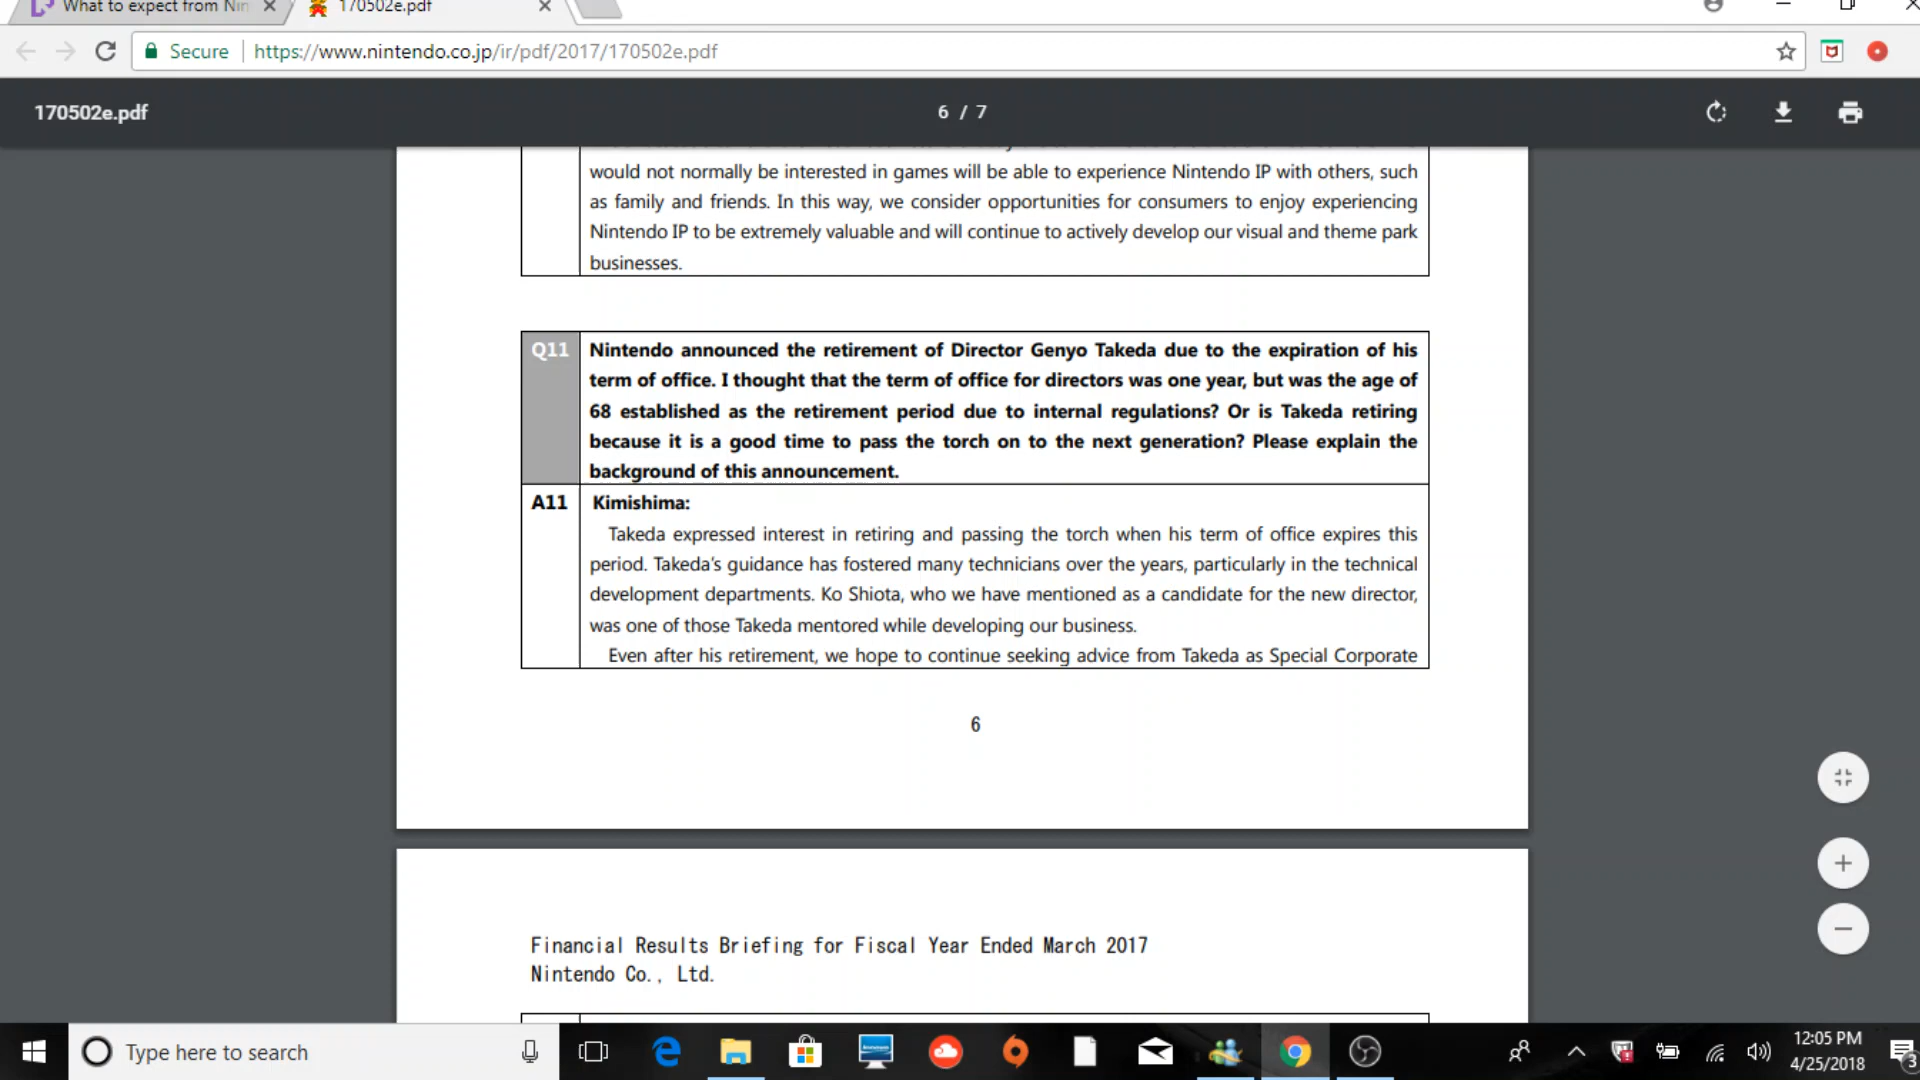 What to expect from Nin
170502e.pdf
Secure
https://www.nintendo.co.jp/ir/pdf/2017/170502e.pdf
170502e.pdf
6 / 7
would not normally be interested in games will be able to experience Nintendo IP with others, such
as family and friends. In this way, we consider opportunities for consumers to enjoy experiencing
Nintendo IP to be extremely valuable and will continue to actively develop our visual and theme park
businesses.
Q11
Nintendo announced the retirement of Director Genyo Takeda due to the expiration of his
term of office. I thought that the term of office for directors was one year, but was the age of
68 established as the retirement period due to internal regulations? Or is Takeda retiring
because it is a good time to pass the torch on to the next generation? Please explain the
background of this announcement.
A11
Kimishima:
Takeda expressed interest in retiring and passing the torch when his term of office expires this
period. Takeda's guidance has fostered many technicians over the years, particularly in the technical
development departments. Ko Shiota, who we have mentioned as a candidate for the new director,
was one of those Takeda mentored while developing our business.
Even after his retirement, we hope to continue seeking advice from Takeda as Special Corporate
6
Financial Results Briefing for Fiscal Year Ended March 2017
Nintendo Co., Ltd.
Type here to search
12:05 PM
4/25/2018
3